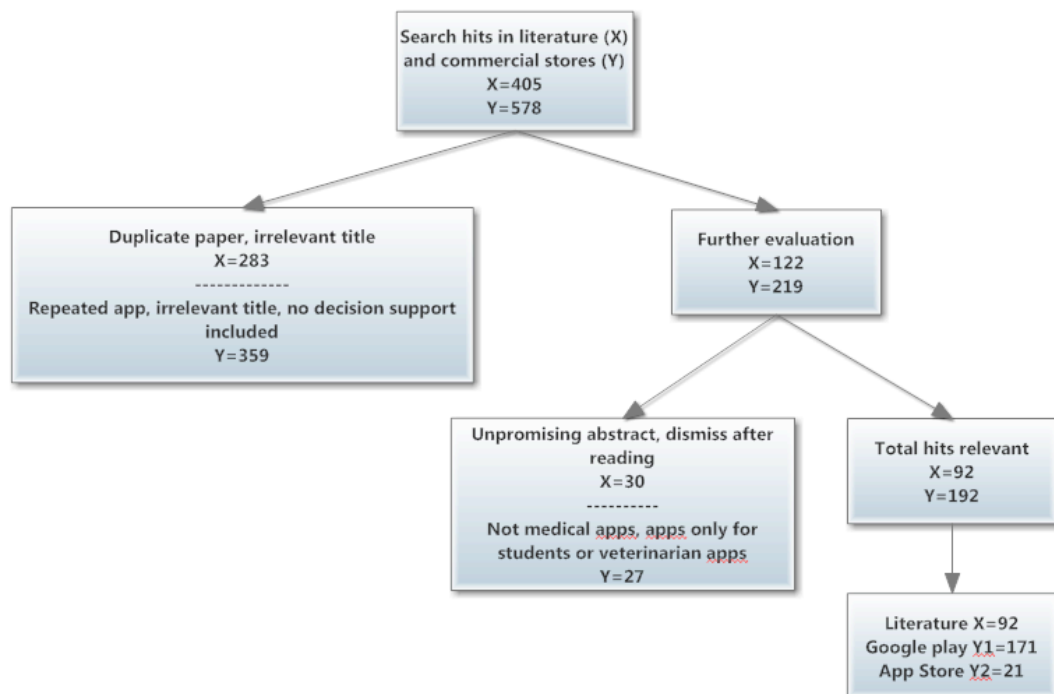 Search hits in literature (X)
and commercial stores (Y)
X=405
Y=578
Duplicate paper, irrelevant title
X=283
-------------
Repeated app, irrelevant title, no decision support
included
Y=359
Further evaluation
X=122
Y=219
Unpromising abstract, dismiss after
reading
X=30
----------
Not medical apps, apps only for
students or veterinarian apps
Y=27
Total hits relevant
X=92
Y=192
Literature X=92
Google play Y1=171
App Store Y2=21